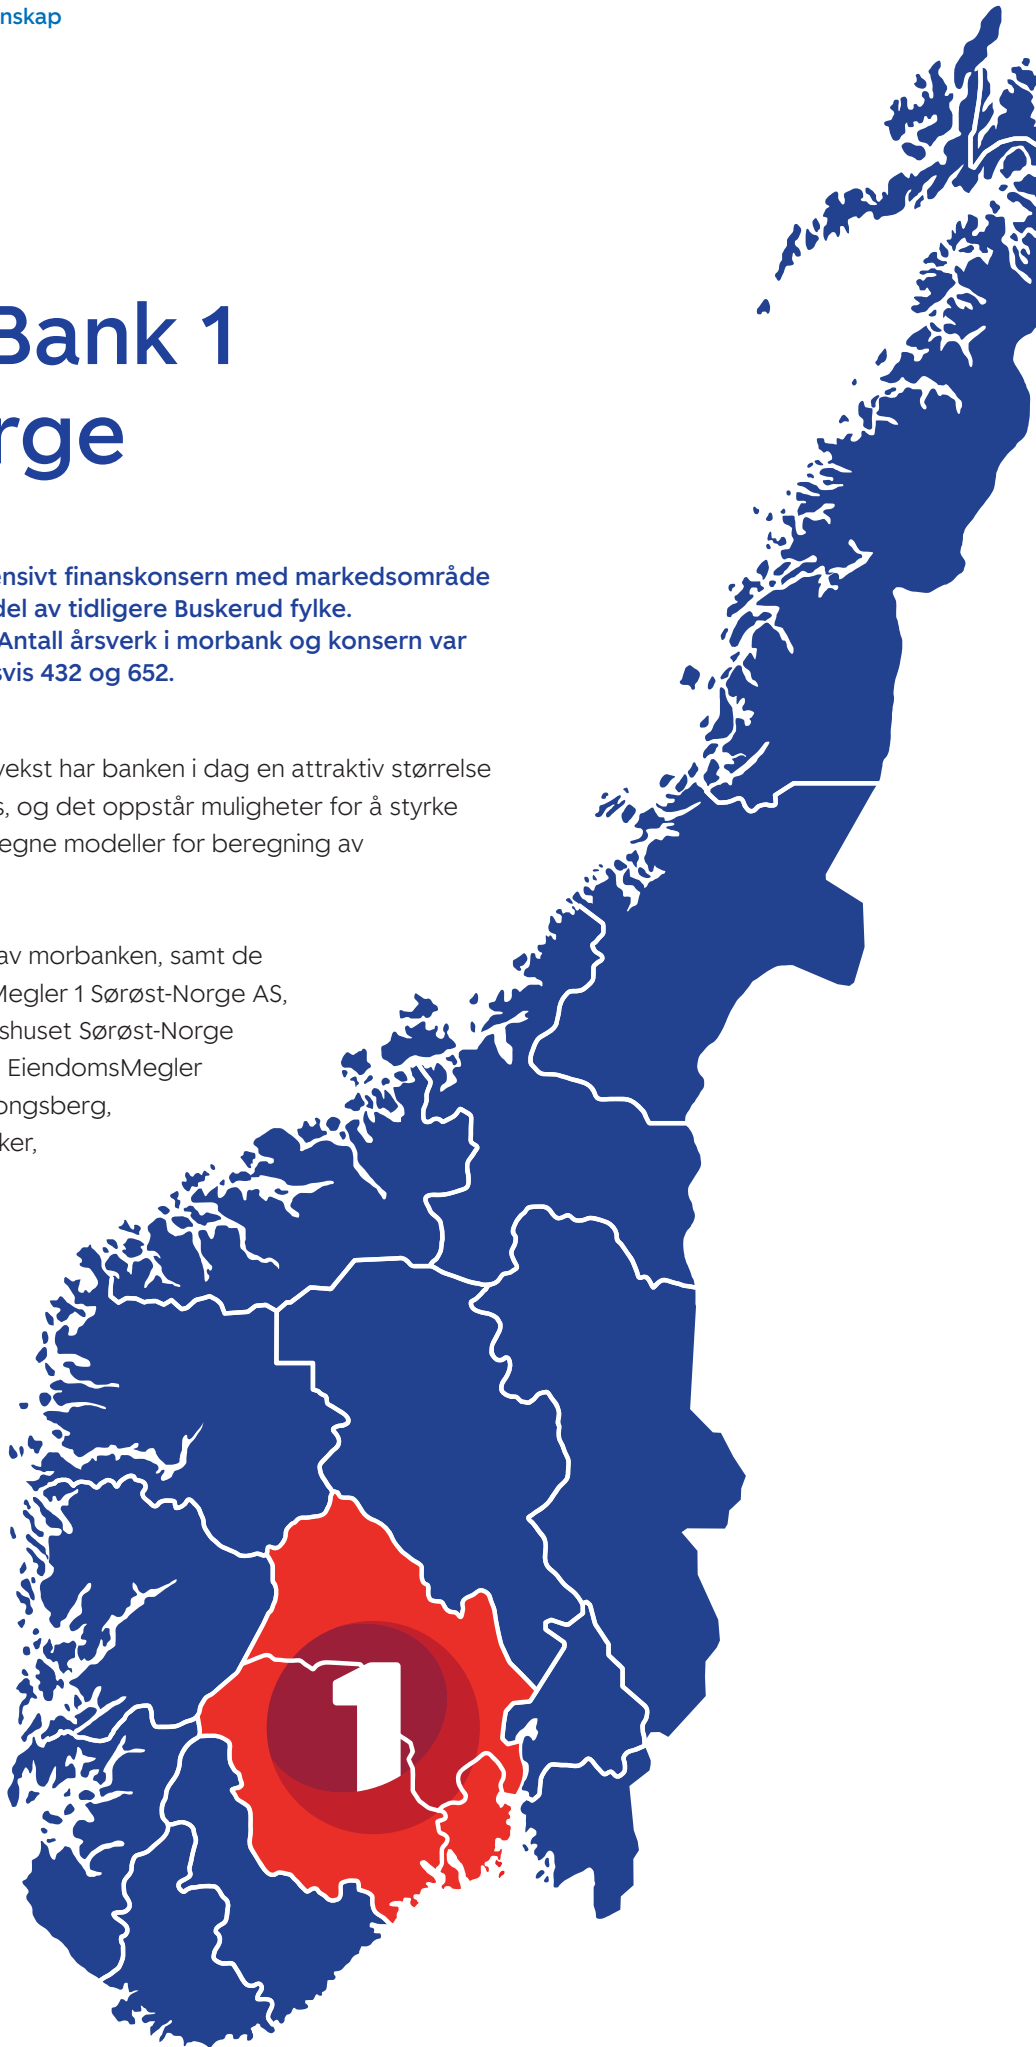 nskap
Bank 1
rge
ensivt finanskonsern med markedsområde
del av tidligere Buskerud fylke.
Antall årsverk i morbank og konsern var
svis 432 og 652.
vekst har banken i dag en attraktiv størrelse
s, og det oppstår muligheter for å styrke
egne modeller for beregning av
av morbanken, samt de
Megler 1 Sørøst-Norge AS,
shuset Sørøst-Norge
EiendomsMegler
ongsberg,
ker,
1